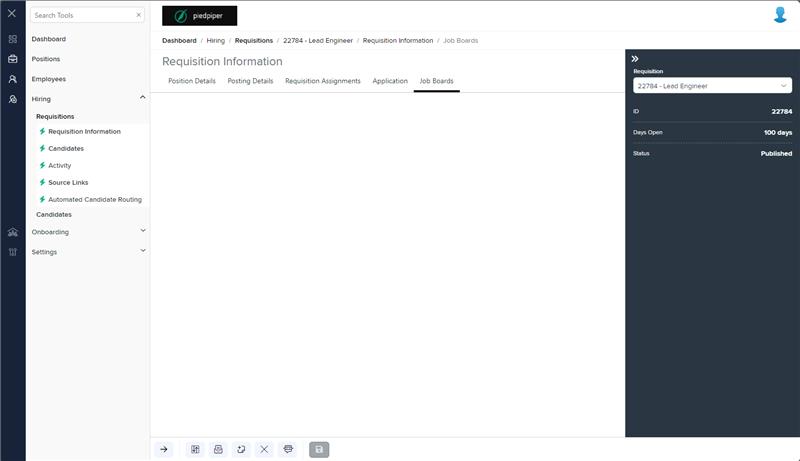 Search Tools
Dashboard
Positions
Employees
Hiring
Requisitions
Requisition Information
Candidates
Activity
Source Links
Automated Candidate Routing
Candidates
Onboarding
Settings
piedpiper
Dashboard / Hiring / Requisitions / 22784 - Lead Engineer / Requisition Information / Job Boards
Requisition Information
Position Details Posting Details Requisition Assignments Application Job Boards
Requisition
22784 - Lead Engineer
ID 22784
Days Open 100 days
Status Published